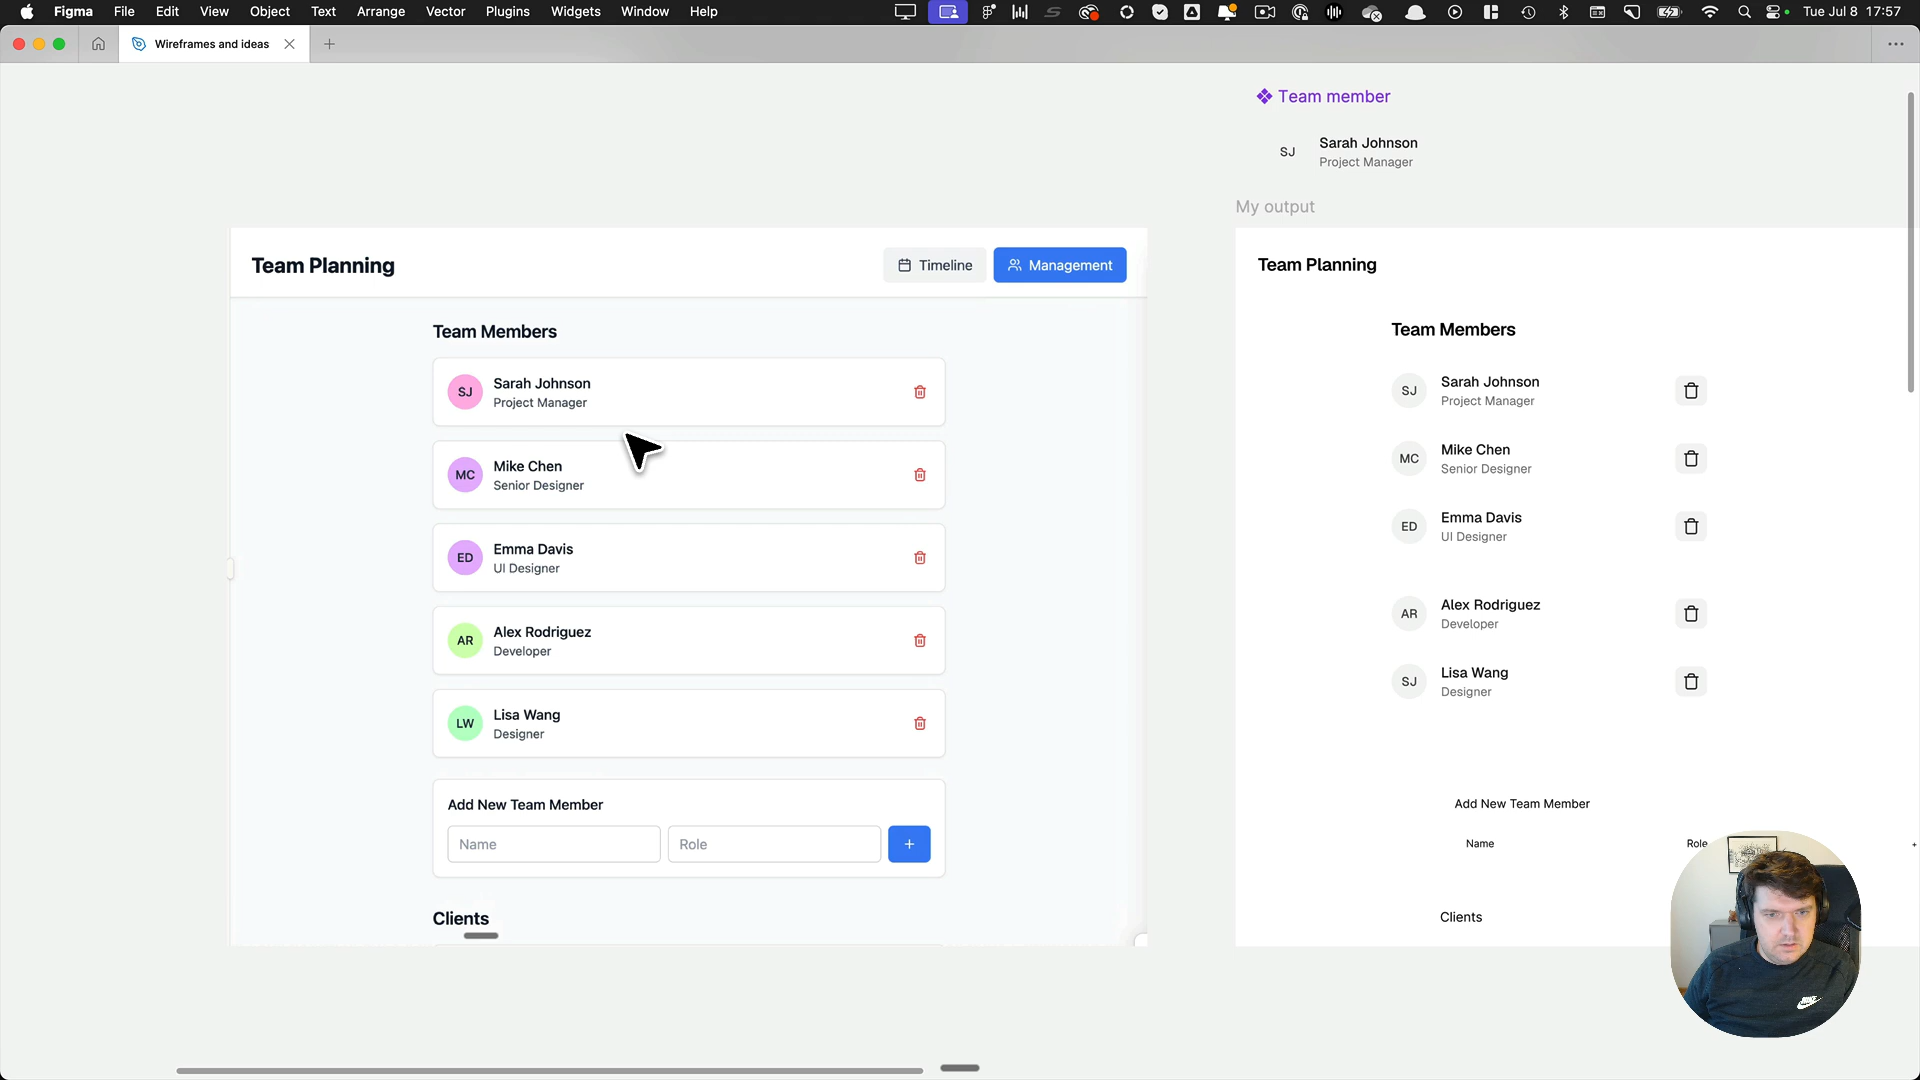 Figma File Edit View Object Text Arrange Vector Plugins Widgets Window Help Tue Jul 8 17:57
Wireframes and ideas
Team member
SJ
Sarah Johnson
Project Manager
My output
Team Planning
Timeline
Management
Team Members
SJ
Sarah Johnson
Project Manager
MC
Mike Chen
Senior Designer
ED
Emma Davis
UI Designer
AR
Alex Rodriguez
Developer
LW
Lisa Wang
Designer
Add New Team Member
Name
Role
+
Clients
Team Planning
Team Members
SJ
Sarah Johnson
Project Manager
MC
Mike Chen
Senior Designer
ED
Emma Davis
UI Designer
AR
Alex Rodriguez
Developer
SJ
Lisa Wang
Designer
Add New Team Member
Name
Role
+
Clients